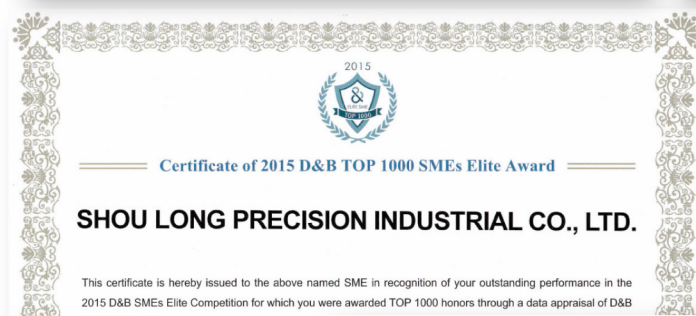 2015
&
ELITE SME
TOP 1000
Certificate of 2015 D&B TOP 1000 SMEs Elite Award
SHOU LONG PRECISION INDUSTRIAL CO., LTD.
This certificate is hereby issued to the above named SME in recognition of your outstanding performance in the
2015 D&B SMEs Elite Competition for which you were awarded TOP 1000 honors through a data appraisal of D&B